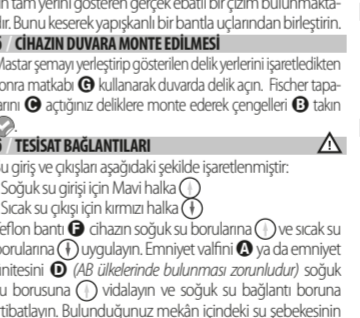 tam yerini gösteren gerçek ebatlı bir çizim bulunmakta-
Bunu keserek yapışkanlı bir bantla uçlarından birleştirin.
/ CİHAZIN DUVARA MONTE EDİLMESİ
Mastar şemayı yerleştirip gösterilen delik yerlerini işaretledikten
sonra matkabı G kullanarak duvarda delik açın. Fischer tapa-
larını C açtığınız deliklere monte ederek çengelleri B takın
/ TESİSAT BAĞLANTILARI
su giriş ve çıkışları aşağıdaki şekilde işaretlenmiştir:
Soğuk su girişi için Mavi halka
Sıcak su çıkışı için kırmızı halka
Teflon bantı F cihazın soğuk su borularına ve sıcak su
borularına uygulayın. Emniyet valfini A ya da emniyet
ünitesini D (AB ülkelerinde bulunması zorunludur) soğuk
su borusuna vidalayın ve soğuk su bağlantı boruna
irtibatlayın. Bulunduğunuz mekân içindeki su şebekesinin